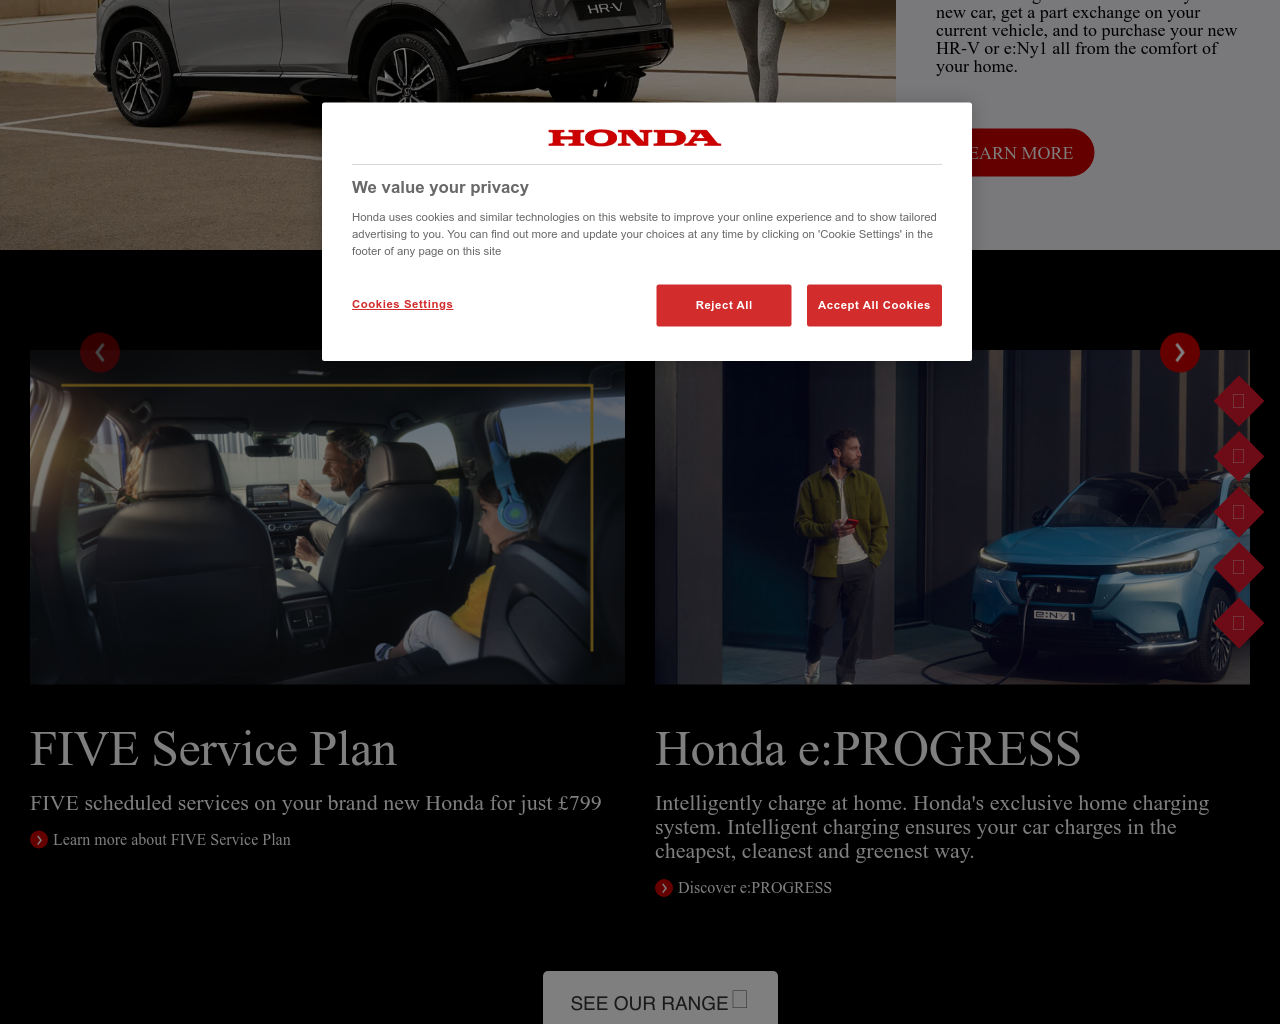 HR-V
new car, get a part exchange on your
current vehicle, and to purchase your new
HR-V or e:Ny1 all from the comfort of
your home.
EARN MORE
HONDA
We value your privacy
Honda uses cookies and similar technologies on this website to improve your online experience and to show tailored
advertising to you. You can find out more and update your choices at any time by clicking on 'Cookie Settings' in the
footer of any page on this site
Cookies Settings
Reject All
Accept All Cookies
e:Ny1
FIVE Service Plan
FIVE scheduled services on your brand new Honda for just £799
Learn more about FIVE Service Plan
Honda e:PROGRESS
Intelligently charge at home. Honda's exclusive home charging
system. Intelligent charging ensures your car charges in the
cheapest, cleanest and greenest way.
Discover e:PROGRESS
SEE OUR RANGE